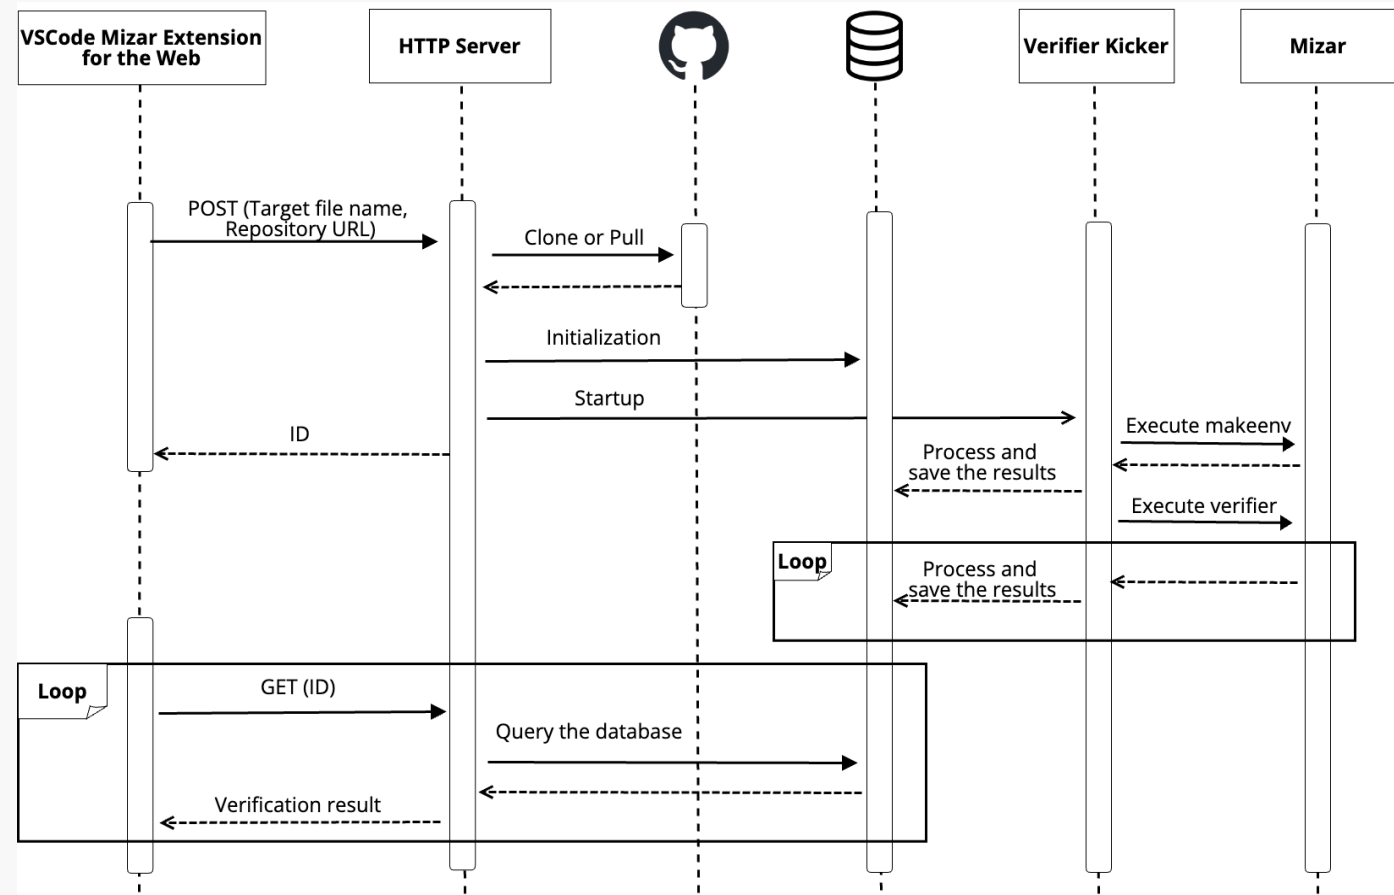 VSCode Mizar Extension
for the Web
HTTP Server
Verifier Kicker
Mizar
POST (Target file name,
Repository URL)
Clone or Pull
Initialization
Startup
ID
Execute makeenv
Process and
save the results
Execute verifier
Loop
Process and
save the results
Loop
GET (ID)
Query the database
Verification result